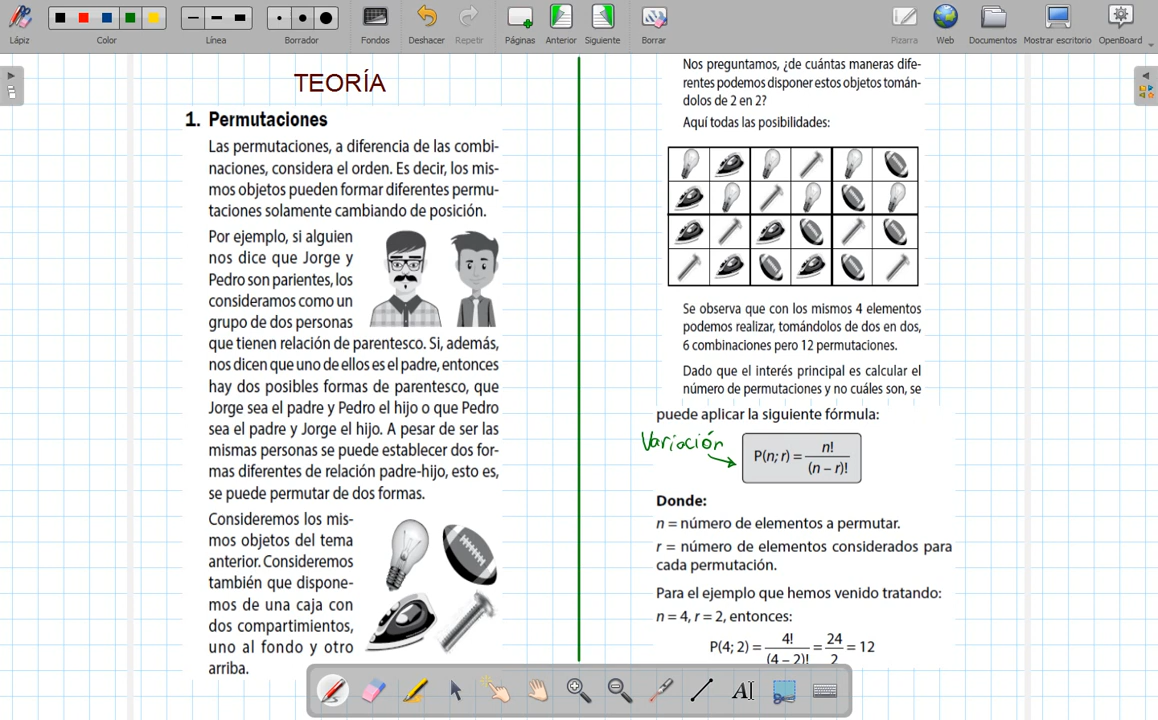 Lápiz
Color
Línea
Borrador
Fondos
Deshacer
Repetir
Páginas
Anterior
Siguiente
Borrar
Pizarra
Web
Documentos
Mostrar escritorio
OpenBoard
TEORÍA
1. Permutaciones
Las permutaciones, a diferencia de las combi-
naciones, considera el orden. Es decir, los mis-
mos objetos pueden formar diferentes permu-
taciones solamente cambiando de posición.
Por ejemplo, si alguien
nos dice que Jorge y
Pedro son parientes, los
consideramos como un
grupo de dos personas
que tienen relación de parentesco. Si, además,
nos dicen que uno de ellos es el padre, entonces
hay dos posibles formas de parentesco, que
Jorge sea el padre y Pedro el hijo o que Pedro
sea el padre y Jorge el hijo. A pesar de ser las
mismas personas se puede establecer dos for-
mas diferentes de relación padre-hijo, esto es,
se puede permutar de dos formas.
Consideremos los mis-
mos objetos del tema
anterior. Consideremos
también que dispone-
mos de una caja con
dos compartimientos,
uno al fondo y otro
arriba.
Nos preguntamos, ¿de cuántas maneras dife-
rentes podemos disponer estos objetos tomán-
dolos de 2 en 2?
Aquí todas las posibilidades:
Se observa que con los mismos 4 elementos
podemos realizar, tomándolos de dos en dos,
6 combinaciones pero 12 permutaciones.
Dado que el interés principal es calcular el
número de permutaciones y no cuáles son, se
puede aplicar la siguiente fórmula:
Variación
P(n; r) = n! / (n – r)!
Donde:
n = número de elementos a permutar.
r = número de elementos considerados para
cada permutación.
Para el ejemplo que hemos venido tratando:
n = 4, r = 2, entonces:
P(4; 2) = 4! / (4 – 2)! = 24 / 2 = 12